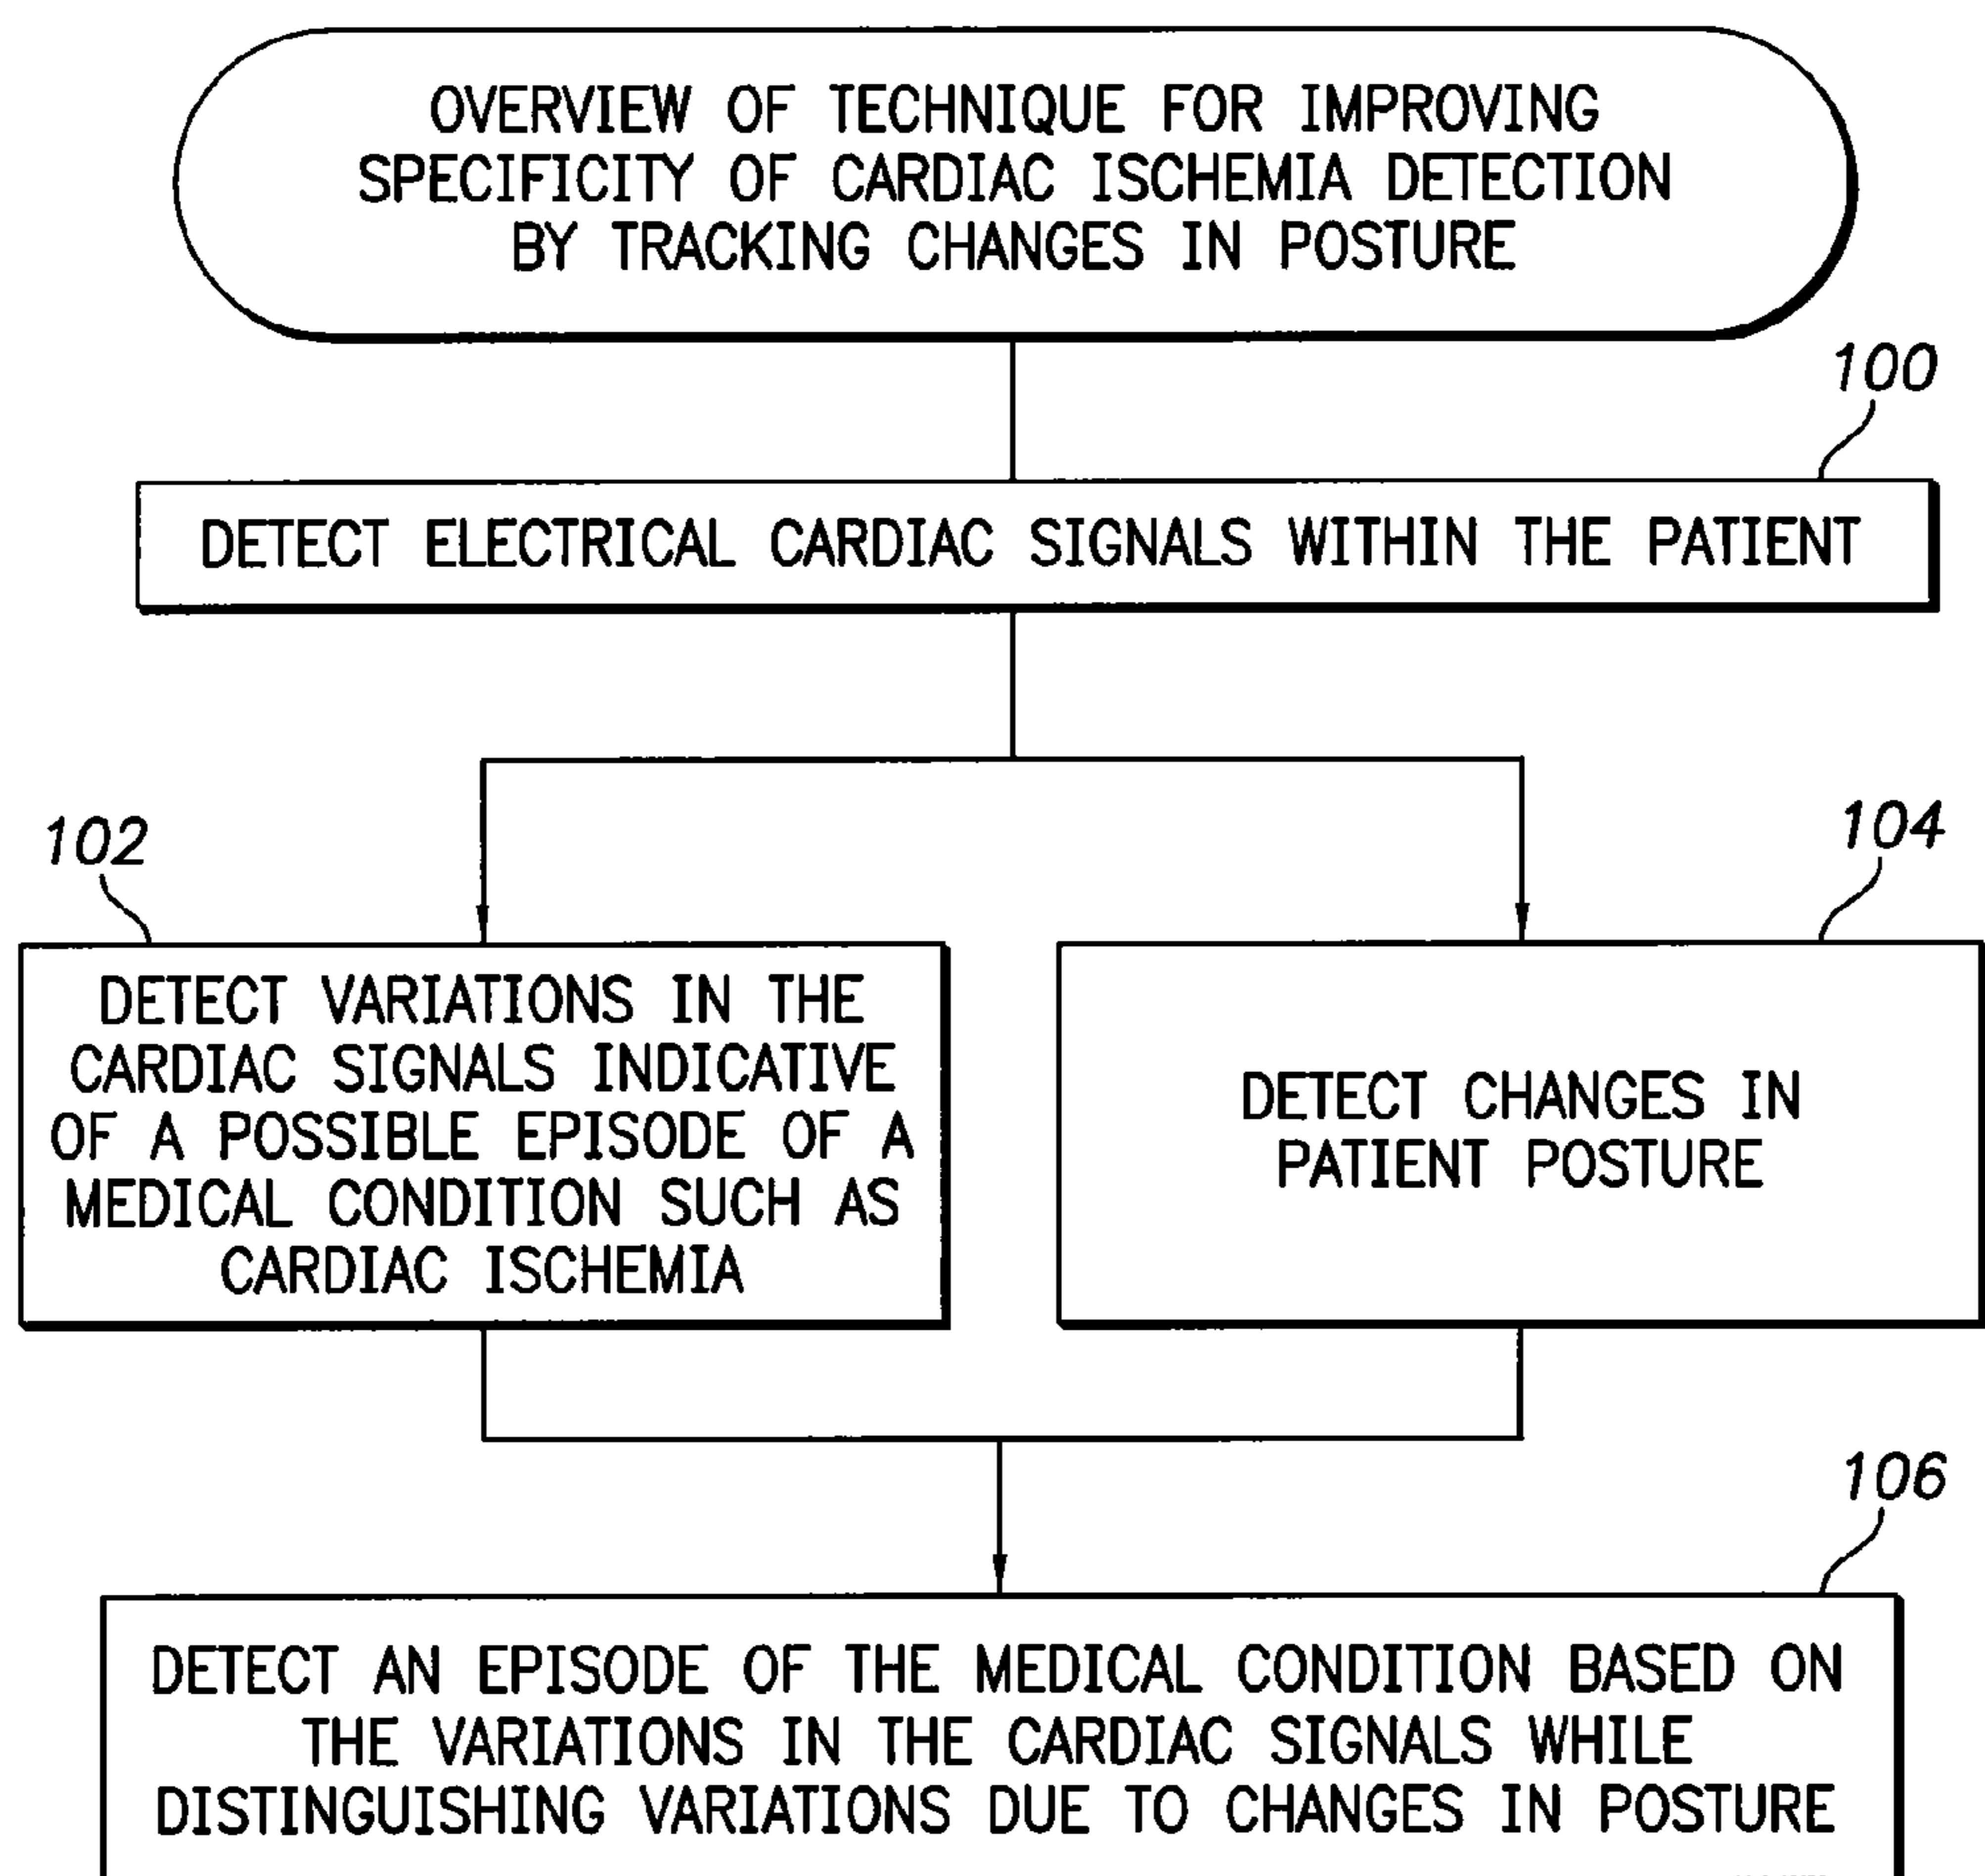 OVERVIEW OF TECHNIQUE FOR IMPROVING
SPECIFICITY OF CARDIAC ISCHEMIA DETECTION
BY TRACKING CHANGES IN POSTURE
100
DETECT ELECTRICAL CARDIAC SIGNALS WITHIN THE PATIENT
102
DETECT VARIATIONS IN THE
CARDIAC SIGNALS INDICATIVE
OF A POSSIBLE EPISODE OF A
MEDICAL CONDITION SUCH AS
CARDIAC ISCHEMIA
104
DETECT CHANGES IN
PATIENT POSTURE
106
DETECT AN EPISODE OF THE MEDICAL CONDITION BASED ON
THE VARIATIONS IN THE CARDIAC SIGNALS WHILE
DISTINGUISHING VARIATIONS DUE TO CHANGES IN POSTURE